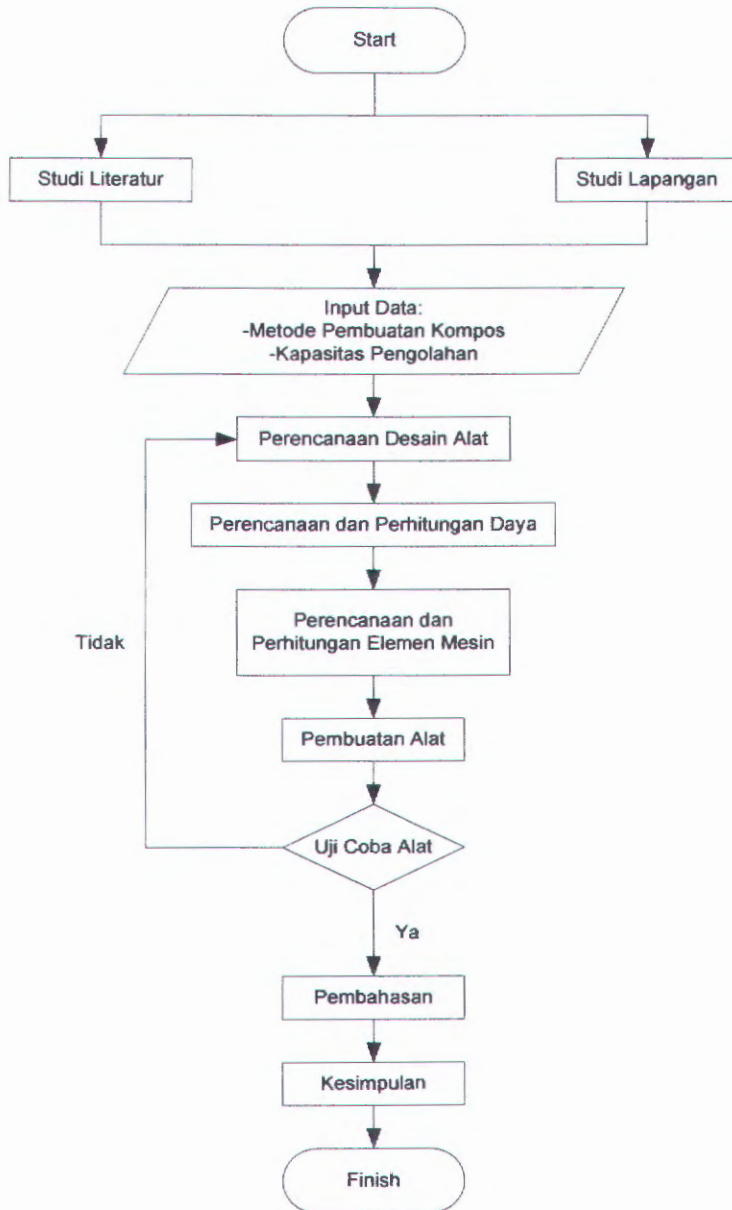 Start
Studi Literatur
Studi Lapangan
Input Data:
-Metode Pembuatan Kompos
-Kapasitas Pengolahan
Perencanaan Desain Alat
Perencanaan dan Perhitungan Daya
Perencanaan dan
Perhitungan Elemen Mesin
Tidak
Pembuatan Alat
Uji Coba Alat
Ya
Pembahasan
Kesimpulan
Finish